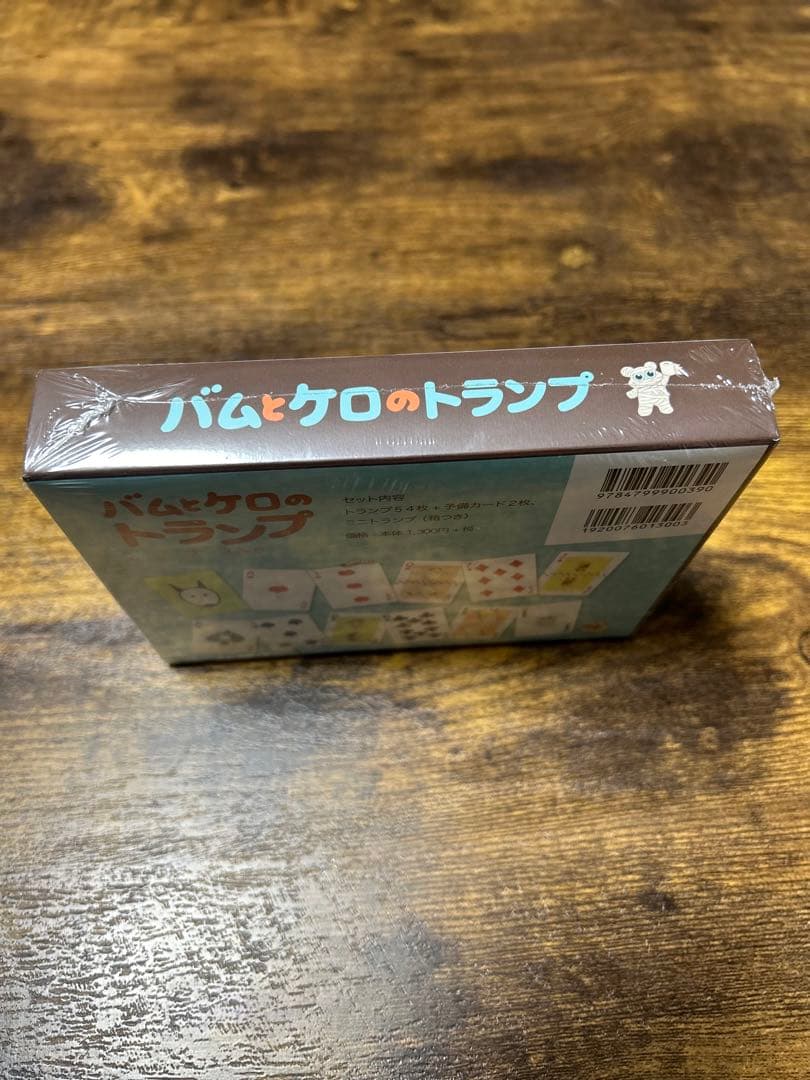 バムとケロのトランプ
バムとケロの
トランプ
セット内容
トランプ54枚+予備カード2枚、
ミニトランプ(箱つき)
価格:本体1,300円+税
9784799900390
1920076013003